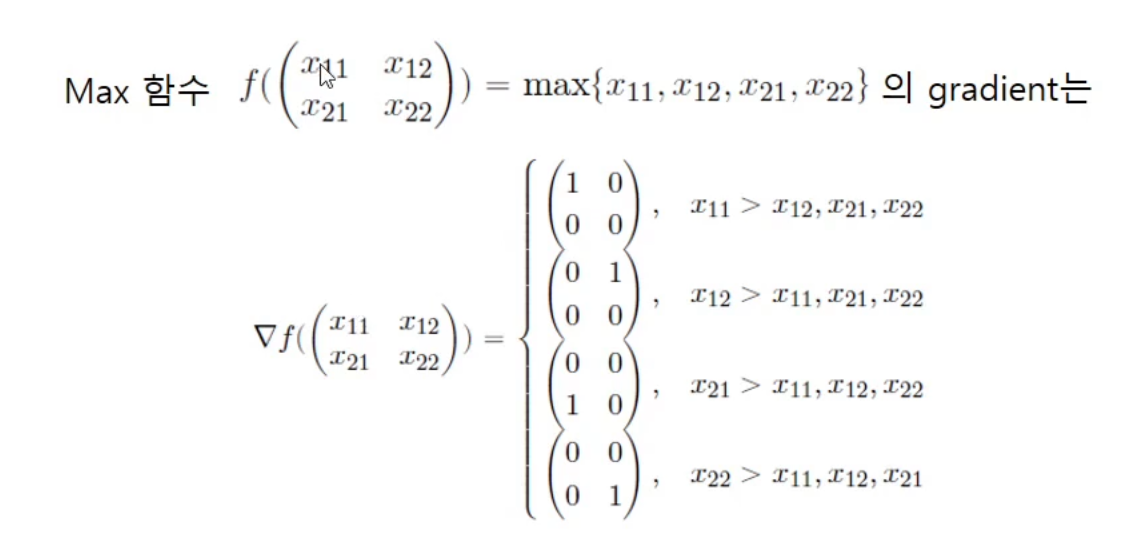 Max 함수 f((x11 x12 x21 x22)) = max{x11, x12, x21, x22} 의 gradient는
∇f((x11 x12 x21 x22)) =
(1 0 0 0), x11 > x12, x21, x22
(0 1 0 0), x12 > x11, x21, x22
(0 0 1 0), x21 > x11, x12, x22
(0 0 0 1), x22 > x11, x12, x21